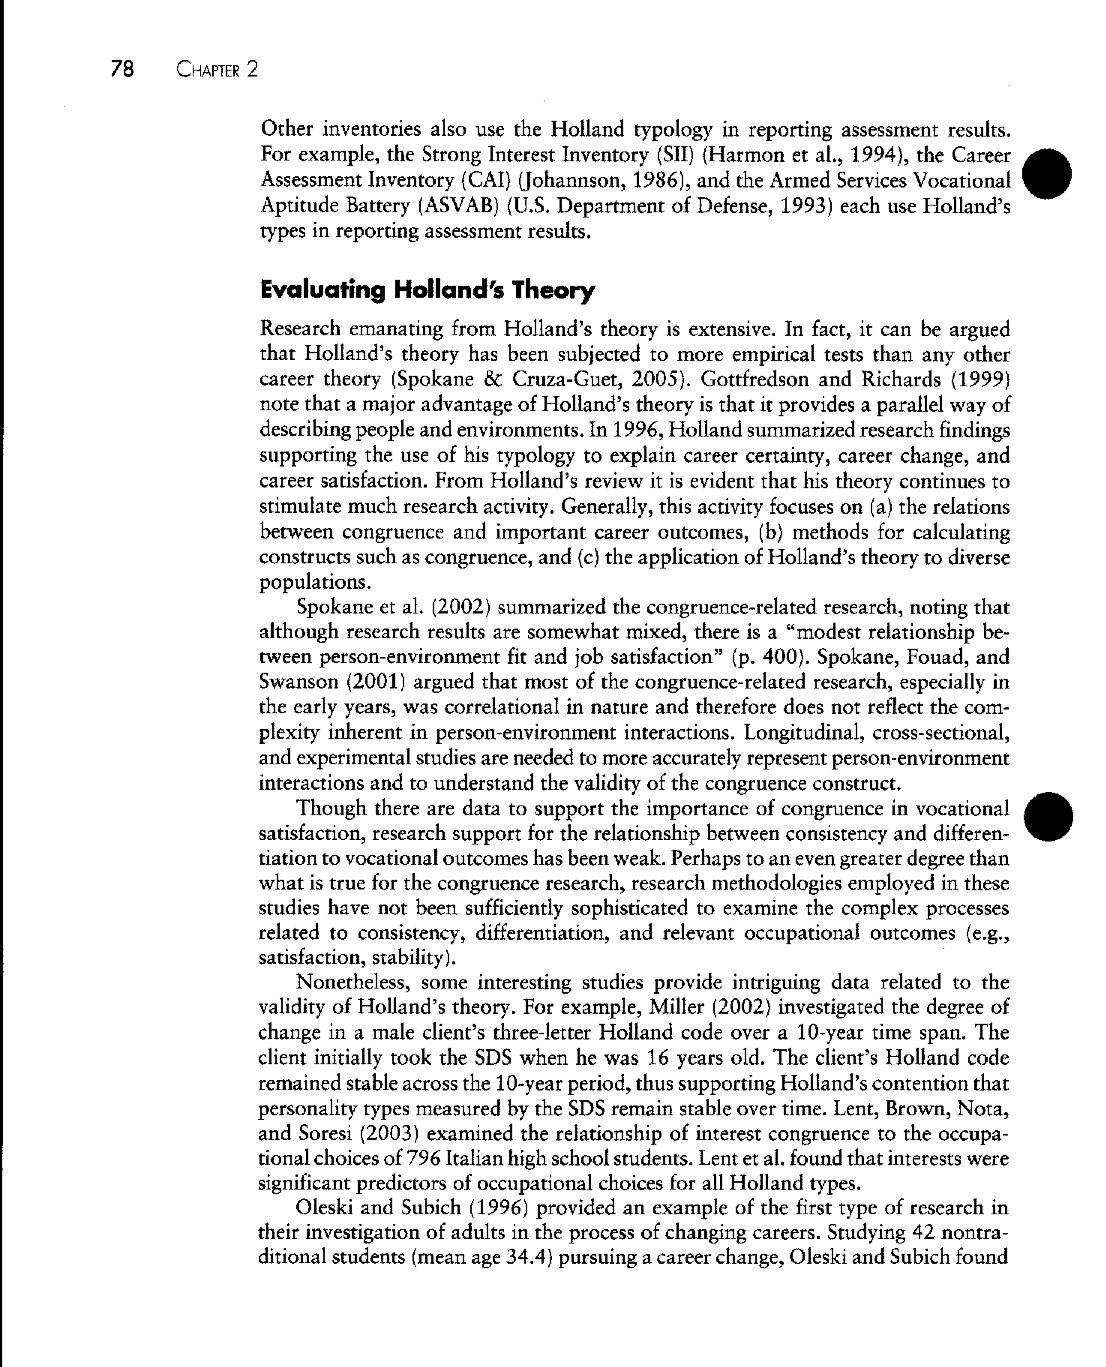 78 CHAPTER 2
Other inventories also use the Holland typology in reporting assessment results.
For example, the Strong Interest Inventory (SII) (Harmon et al., 1994), the Career
Assessment Inventory (CAI) (Johannson, 1986), and the Armed Services Vocational
Aptitude Battery (ASVAB) (U.S. Department of Defense, 1993) each use Holland's
types in reporting assessment results.
Evaluating Holland's Theory
Research emanating from Holland's theory is extensive. In fact, it can be argued
that Holland's theory has been subjected to more empirical tests than any other
career theory (Spokane & Cruza-Guet, 2005). Gottfredson and Richards (1999)
note that a major advantage of Holland's theory is that it provides a parallel way of
describing people and environments. In 1996, Holland summarized research findings
supporting the use of his typology to explain career certainty, career change, and
career satisfaction. From Holland's review it is evident that his theory continues to
stimulate much research activity. Generally, this activity focuses on (a) the relations
between congruence and important career outcomes, (b) methods for calculating
constructs such as congruence, and (c) the application of Holland's theory to diverse
populations.
Spokane et al. (2002) summarized the congruence-related research, noting that
although research results are somewhat mixed, there is a “modest relationship be-
tween person-environment fit and job satisfaction” (p. 400). Spokane, Fouad, and
Swanson (2001) argued that most of the congruence-related research, especially in
the early years, was correlational in nature and therefore does not reflect the com-
plexity inherent in person-environment interactions. Longitudinal, cross-sectional,
and experimental studies are needed to more accurately represent person-environment
interactions and to understand the validity of the congruence construct.
Though there are data to support the importance of congruence in vocational
satisfaction, research support for the relationship between consistency and differen-
tiation to vocational outcomes has been weak. Perhaps to an even greater degree than
what is true for the congruence research, research methodologies employed in these
studies have not been sufficiently sophisticated to examine the complex processes
related to consistency, differentiation, and relevant occupational outcomes (e.g.,
satisfaction, stability).
Nonetheless, some interesting studies provide intriguing data related to the
validity of Holland's theory. For example, Miller (2002) investigated the degree of
change in a male client's three-letter Holland code over a 10-year time span. The
client initially took the SDS when he was 16 years old. The client's Holland code
remained stable across the 10-year period, thus supporting Holland's contention that
personality types measured by the SDS remain stable over time. Lent, Brown, Nota,
and Soresi (2003) examined the relationship of interest congruence to the occupa-
tional choices of 796 Italian high school students. Lent et al. found that interests were
significant predictors of occupational choices for all Holland types.
Oleski and Subich (1996) provided an example of the first type of research in
their investigation of adults in the process of changing careers. Studying 42 nontra-
ditional students (mean age 34.4) pursuing a career change, Oleski and Subich found